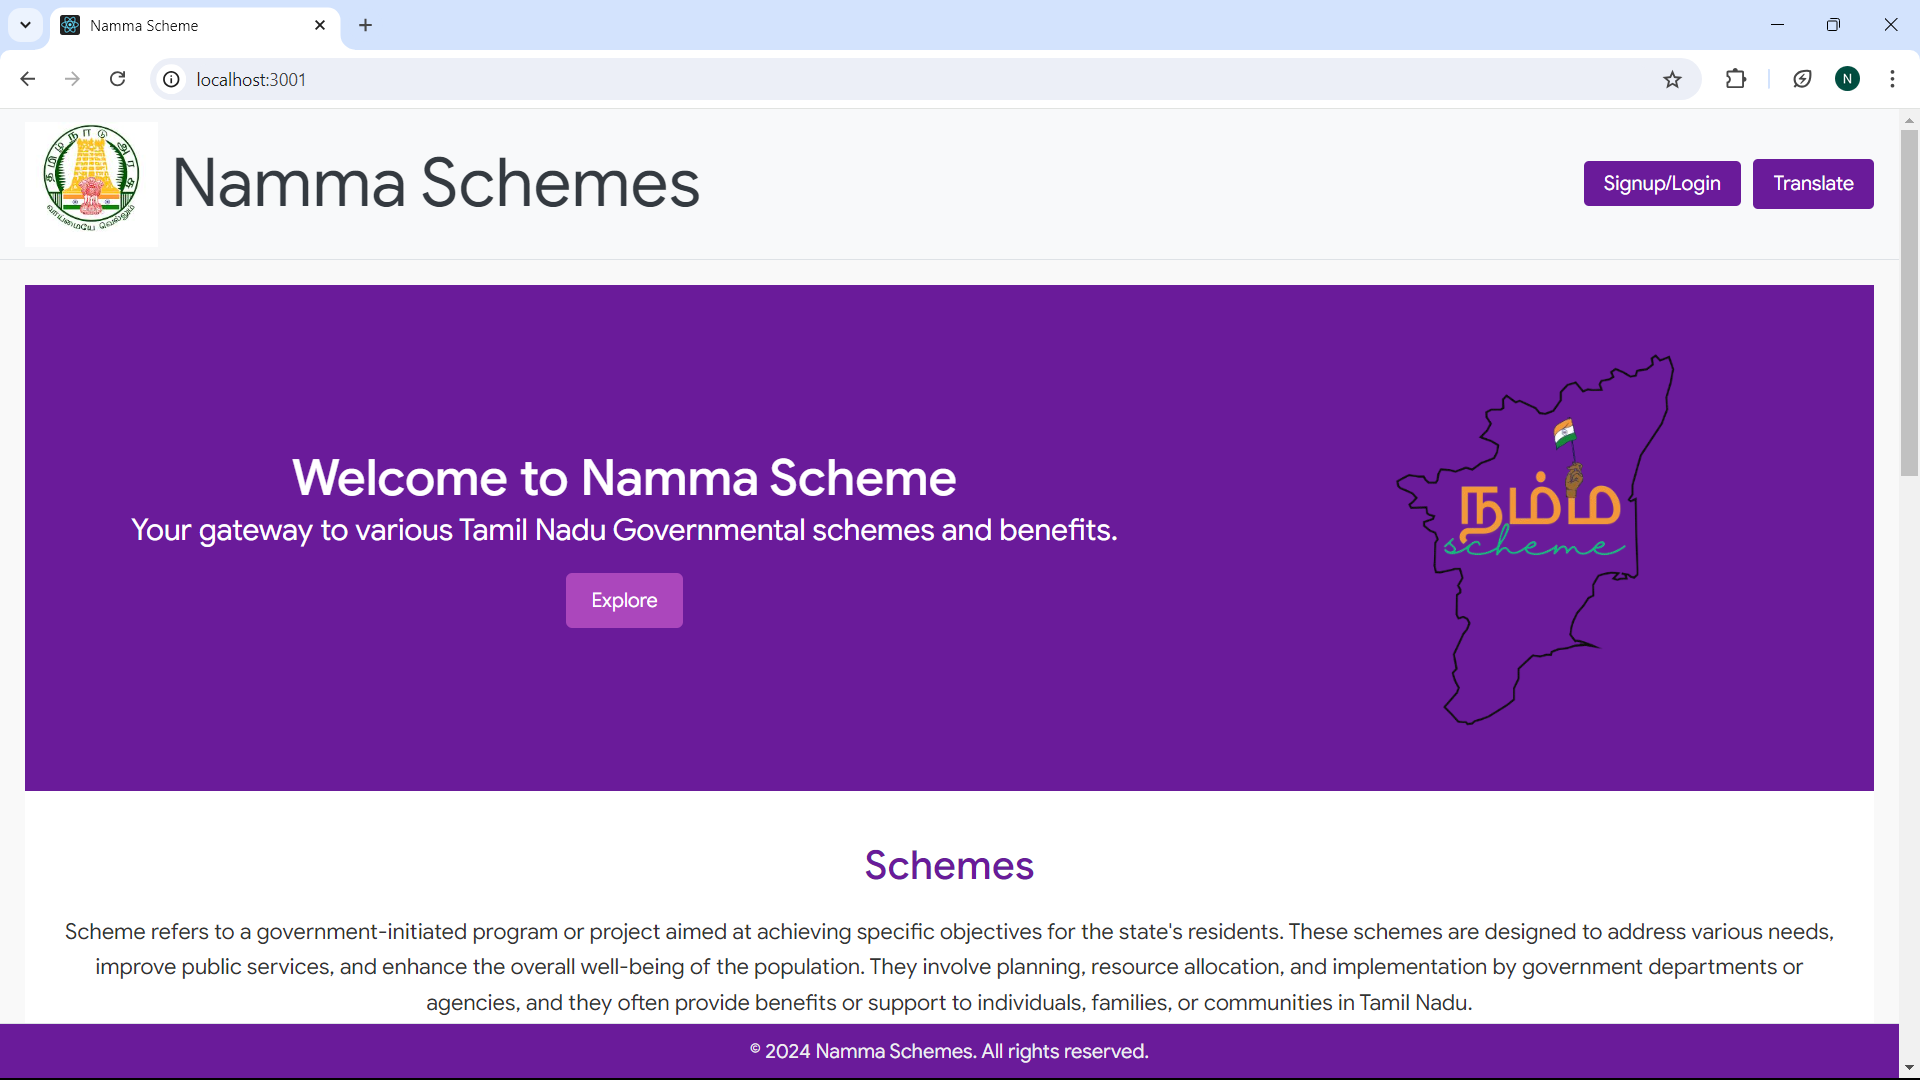 Namma Scheme
localhost:3001
N
தமிழ்நாடு அரசு
வாய்மையே வெல்லும்
Namma Schemes
Signup/Login
Translate
Welcome to Namma Scheme
Your gateway to various Tamil Nadu Governmental schemes and benefits.
Explore
நம்ம
scheme
Schemes
Scheme refers to a government-initiated program or project aimed at achieving specific objectives for the state's residents. These schemes are designed to address various needs,
improve public services, and enhance the overall well-being of the population. They involve planning, resource allocation, and implementation by government departments or
agencies, and they often provide benefits or support to individuals, families, or communities in Tamil Nadu.
© 2024 Namma Schemes. All rights reserved.